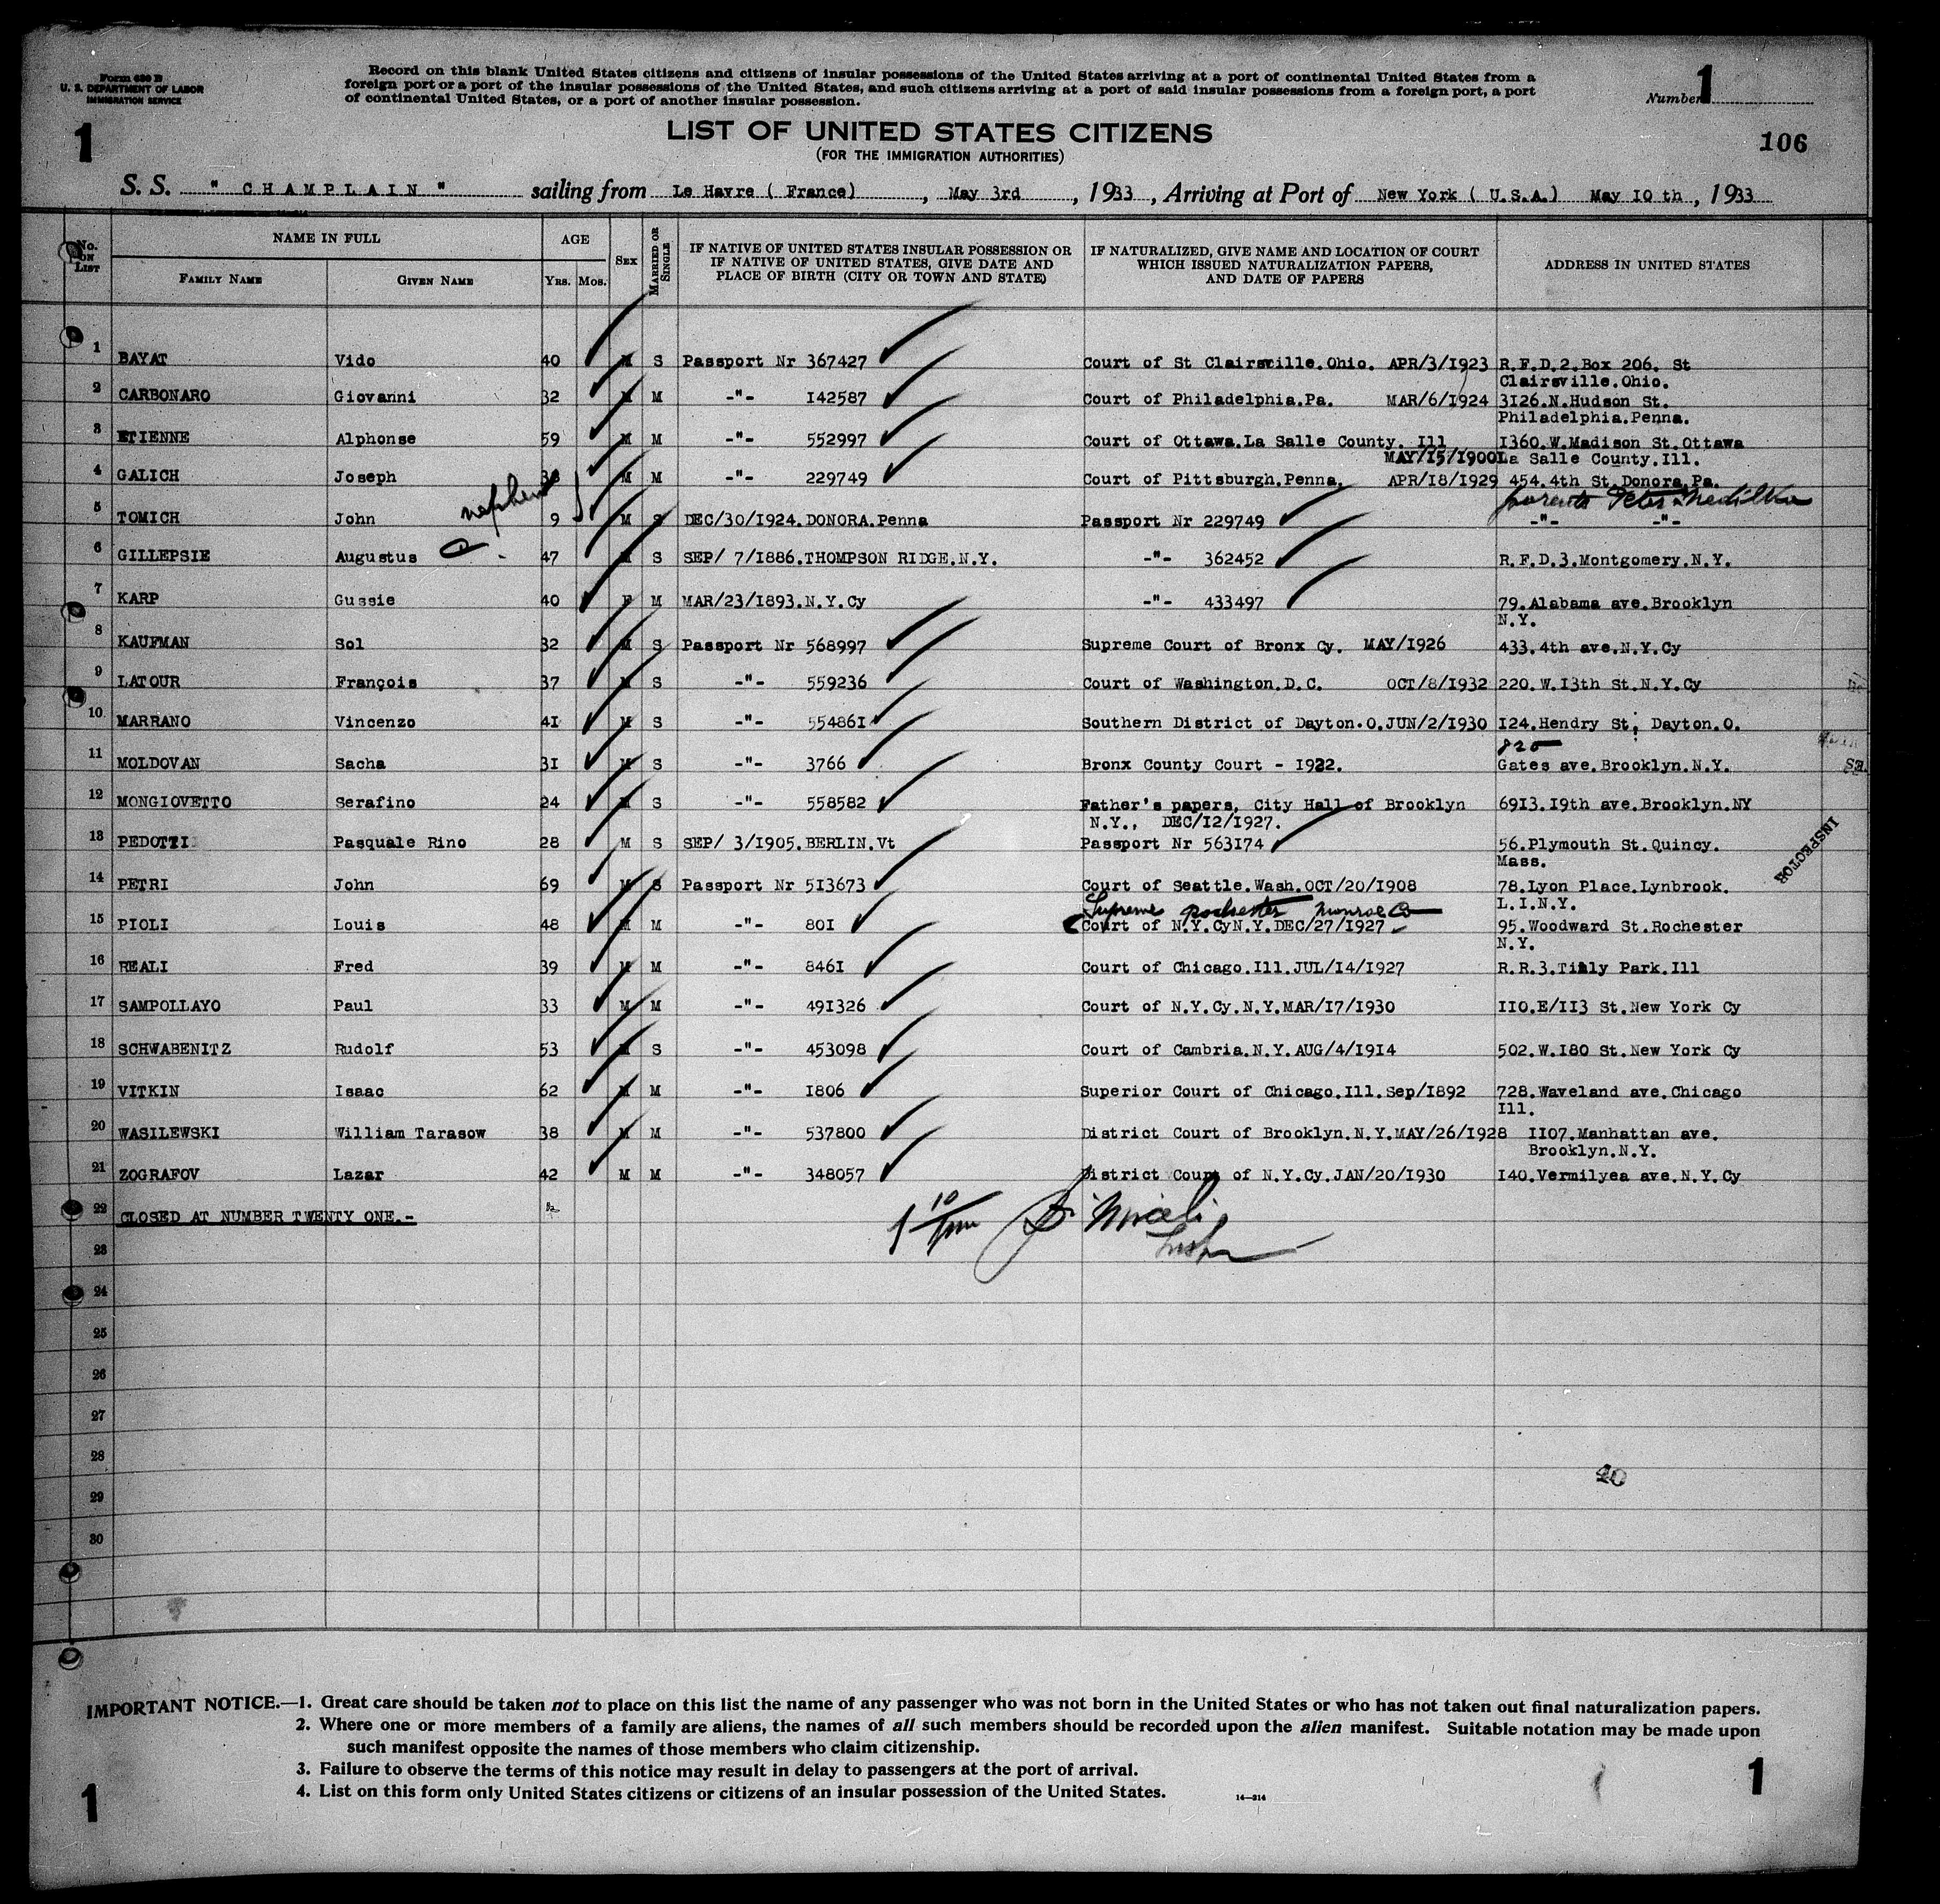 Form 630 B
U. S. DEPARTMENT OF LABOR
IMMIGRATION SERVICE
Record on this blank United States citizens and citizens of insular possessions of the United States arriving at a port of continental United States from a
foreign port or a port of the insular possessions of the United States, and such citizens arriving at a port of said insular possessions from a foreign port, a port
of continental United States, or a port of another insular possession.
Number 1
1
LIST OF UNITED STATES CITIZENS
(FOR THE IMMIGRATION AUTHORITIES)
106
S. S. " CHAMPLAIN " sailing from Le Havre ( France) , May 3rd , 1933 , Arriving at Port of New York ( U.S.A.) May 10 th , 1933
No. ON LIST NAME IN FULL AGE SEX MARRIED OR SINGLE IF NATIVE OF UNITED STATES INSULAR POSSESSION OR IF NATIVE OF UNITED STATES, GIVE DATE AND PLACE OF BIRTH (CITY OR TOWN AND STATE) IF NATURALIZED, GIVE NAME AND LOCATION OF COURT WHICH ISSUED NATURALIZATION PAPERS, AND DATE OF PAPERS ADDRESS IN UNITED STATES
FAMILY NAME GIVEN NAME YRS. MOS.
1 BAYAT Vido 40 M S Passport Nr 367427 Court of St Clairsville.Ohio. APR/3/1923 R.F.D.2.Box 206. St
Clairsville.Ohio.
2 CARBONARO Giovanni 32 M M -"- 142587 Court of Philadelphia.Pa. MAR/6/1924 3126.N.Hudson St.
Philadelphia.Penna.
3 ETIENNE Alphonse 59 M M -"- 552997 Court of Ottawa.La Salle County. Ill 1360.W.Madison St.Ottawa
MAY/15/1900 La Salle County.Ill.
4 GALICH Joseph 38 M M -"- 229749 Court of Pittsburgh.Penna. APR/18/1929 454.4th St.Donora.Pa.
nephew parents Peter
5 TOMICH John 9 M S DEC/30/1924.DONORA.Penna Passport Nr 229749 -"- -"-
6 GILLEPSIE Augustus 47 M S SEP/ 7/1886.THOMPSON RIDGE.N.Y. -"- 362452 R.F.D.3.Montgomery.N.Y.
7 KARP Gussie 40 F M MAR/23/1893.N.Y.Cy -"- 433497 79.Alabama ave.Brooklyn
N.Y.
8 KAUFMAN Sol 32 M S Passport Nr 568997 Supreme Court of Bronx Cy. MAY/1926 433.4th ave.N.Y.Cy
9 LATOUR François 37 M S -"- 559236 Court of Washington.D.C. OCT/8/1932 220.W.13th St.N.Y.Cy
10 MARRANO Vincenzo 41 M S -"- 554861 Southern District of Dayton.O.JUN/2/1930 124.Hendry St. Dayton.O.
825
11 MOLDOVAN Sacha 31 M S -"- 3766 Bronx County Court - 1922. Gates ave.Brooklyn.N.Y.
12 MONGIOVETTO Serafino 24 M S -"- 558582 Father's papers, City Hall of Brooklyn 6913.19th ave.Brooklyn.NY
N.Y., DEC/12/1927.
13 PEDOTTI Pasquale Rino 28 M S SEP/ 3/1905.BERLIN.Vt Passport Nr 563174 56.Plymouth St.Quincy.
Mass.
INSPECTOR
14 PETRI John 69 M S Passport Nr 513673 Court of Seattle.Wash.OCT/20/1908 78.Lyon Place.Lynbrook.
L.I.N.Y.
Supreme Rochester Monroe Co
15 PIOLI Louis 48 M M -"- 801 Court of N.Y.CyN.Y.DEC/27/1927 95.Woodward St.Rochester
N.Y.
16 REALI Fred 39 M M -"- 8461 Court of Chicago.Ill.JUL/14/1927 R.R.3.Tinly Park.Ill
17 SAMPOLLAYO Paul 33 M M -"- 491326 Court of N.Y.Cy.N.Y.MAR/17/1930 110.E/113 St.New York Cy
18 SCHWABENITZ Rudolf 53 M S -"- 453098 Court of Cambria.N.Y.AUG/4/1914 502.W.180 St.New York Cy
19 VITKIN Isaac 62 M M -"- 1806 Superior Court of Chicago.Ill.Sep/1892 728.Waveland ave.Chicago
Ill.
20 WASILEWSKI William Tarasow 38 M M -"- 537800 District Court of Brooklyn.N.Y.MAY/26/1928 1107.Manhattan ave.
Brooklyn.N.Y.
21 ZOGRAFOV Lazar 42 M M -"- 348057 District Court of N.Y.Cy.JAN/20/1930 140.Vermilyea ave.N.Y.Cy
22 CLOSED AT NUMBER TWENTY ONE.-
23
24
25
26
27
28
40
29
30
IMPORTANT NOTICE.—1. Great care should be taken not to place on this list the name of any passenger who was not born in the United States or who has not taken out final naturalization papers.
2. Where one or more members of a family are aliens, the names of all such members should be recorded upon the alien manifest. Suitable notation may be made upon
such manifest opposite the names of those members who claim citizenship.
3. Failure to observe the terms of this notice may result in delay to passengers at the port of arrival.
4. List on this form only United States citizens or citizens of an insular possession of the United States.
14—214
1
1